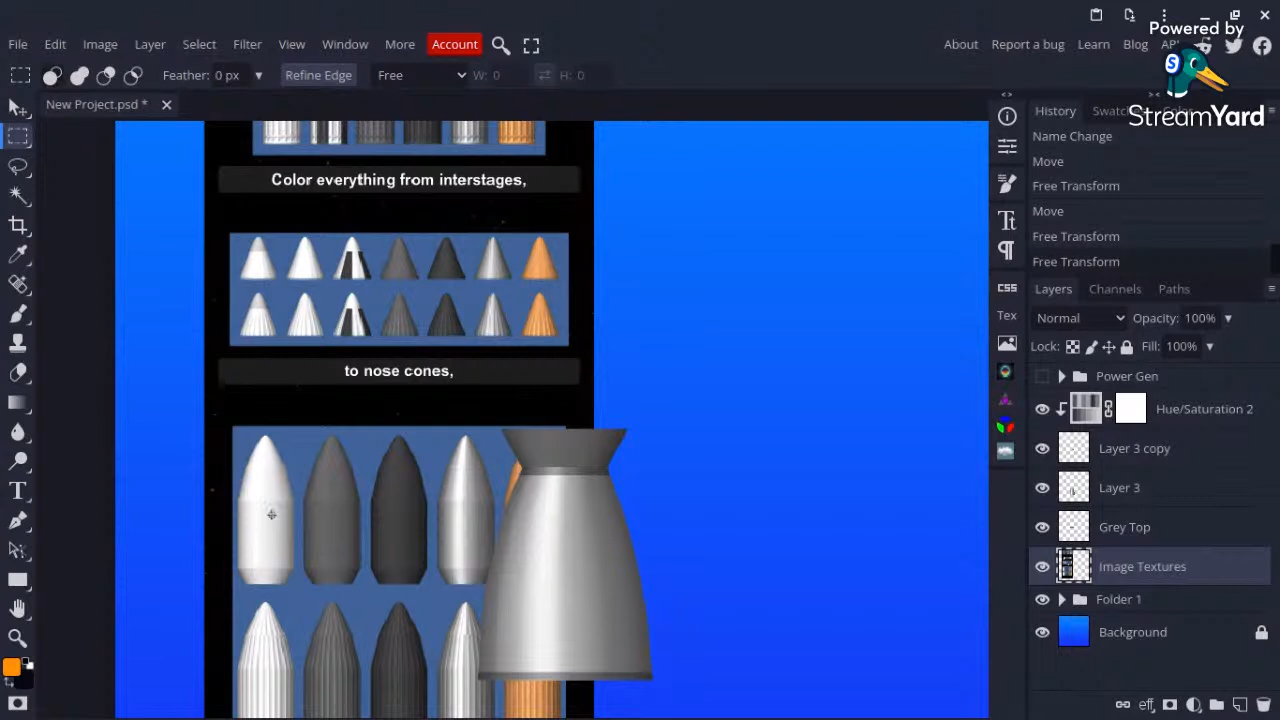 Powered by
StreamYard
File Edit Image Layer Select Filter View Window More Account
About Report a bug Learn Blog
Feather: 0 px Refine Edge Free W: 0 H: 0
New Project.psd *
History
Name Change
Move
Free Transform
Move
Free Transform
Free Transform
Layers Channels Paths
Normal Opacity: 100%
Lock: Fill: 100%
Power Gen
Hue/Saturation 2
Layer 3 copy
Layer 3
Grey Top
Image Textures
Folder 1
Background
CSS
Tex
eff
Color everything from interstages,
to nose cones,